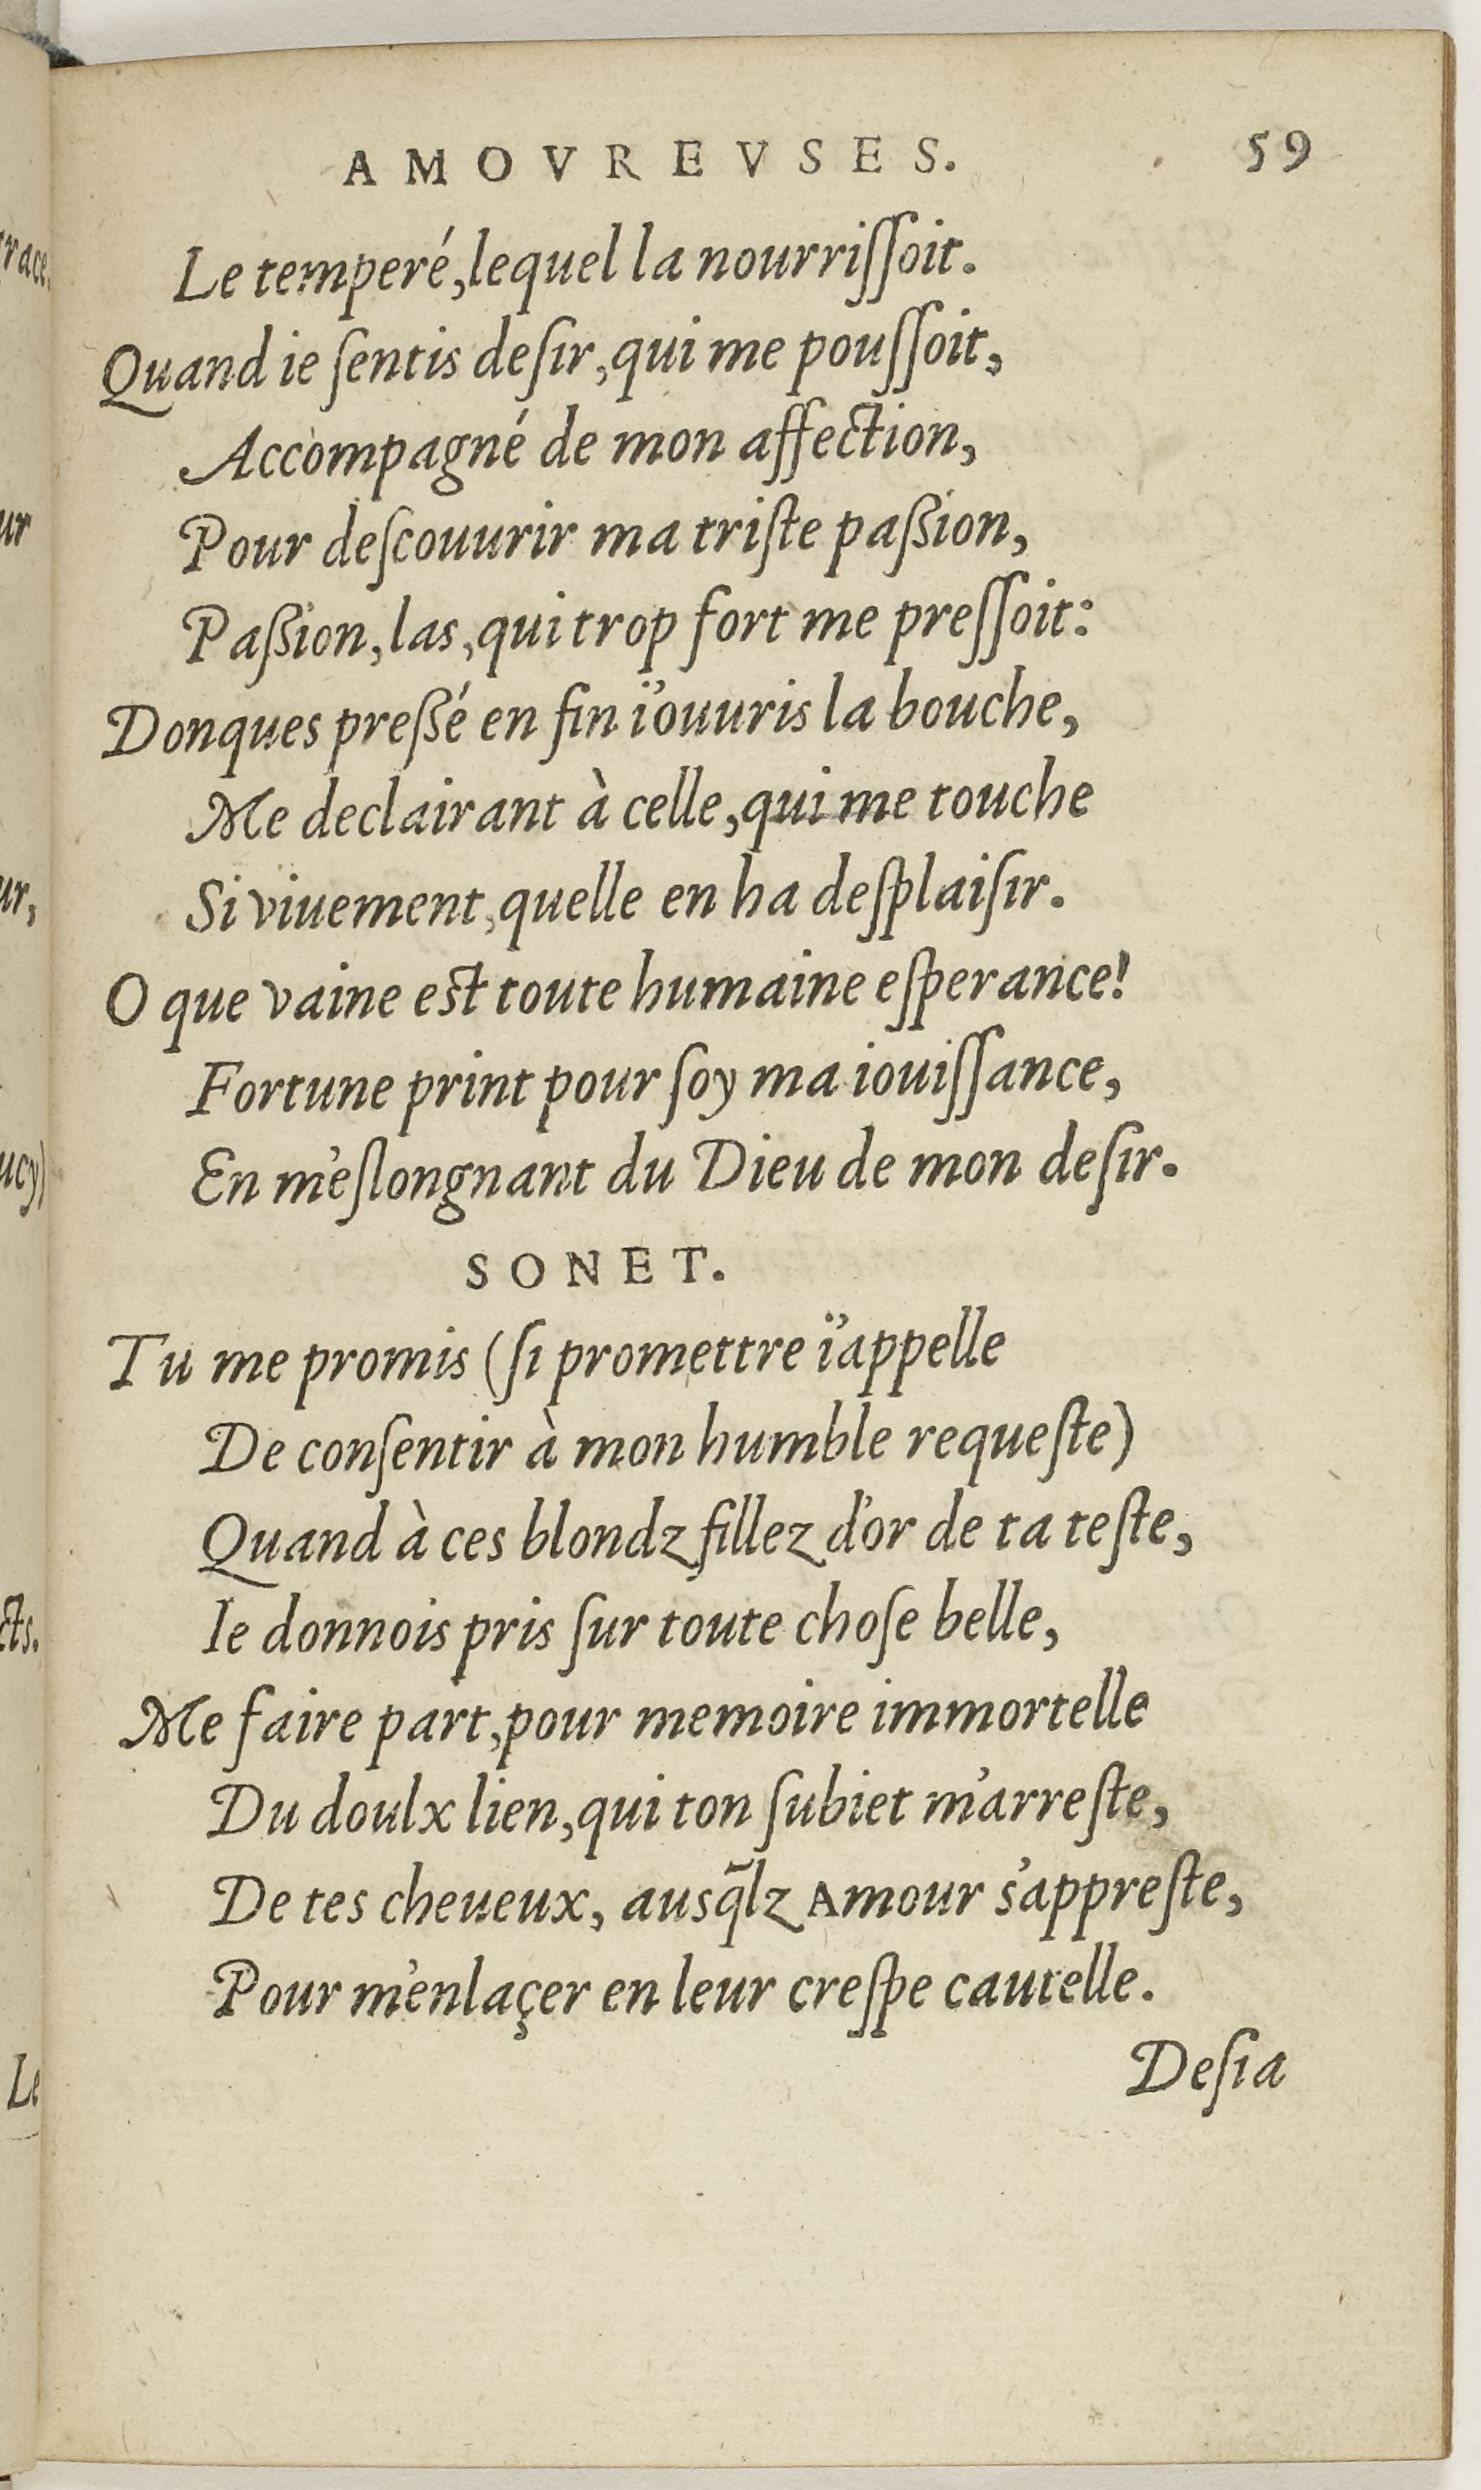 AMOVREVSES. 59
Le temperé, lequel la nourriſſoit.
Quand ie ſentis deſir, qui me pouſſoit,
Accompagné de mon affection,
Pour deſcouurir ma triſte paßion,
Paßion, las, qui trop fort me preſſoit:
Donques preßé en fin i'ouuris la bouche,
Me declairant à celle, qui me touche
Si viuement, quelle en ha deſplaiſir.
O que vaine est toute humaine eſperance!
Fortune print pour ſoy ma iouiſſance,
En m'eſlongnant du Dieu de mon deſir.
SONET.
Tu me promis (ſi promettre i'appelle
De conſentir à mon humble requeſte)
Quand à ces blondz fillez d'or de ta teſte,
Ie donnois pris ſur toute choſe belle,
Me faire part, pour memoire immortelle
Du doulx lien, qui ton ſubiet m'arreſte,
De tes cheueux, ausq̃lz Amour s'appreſte,
Pour m'enlaçer en leur creſpe cautelle.
Deſia